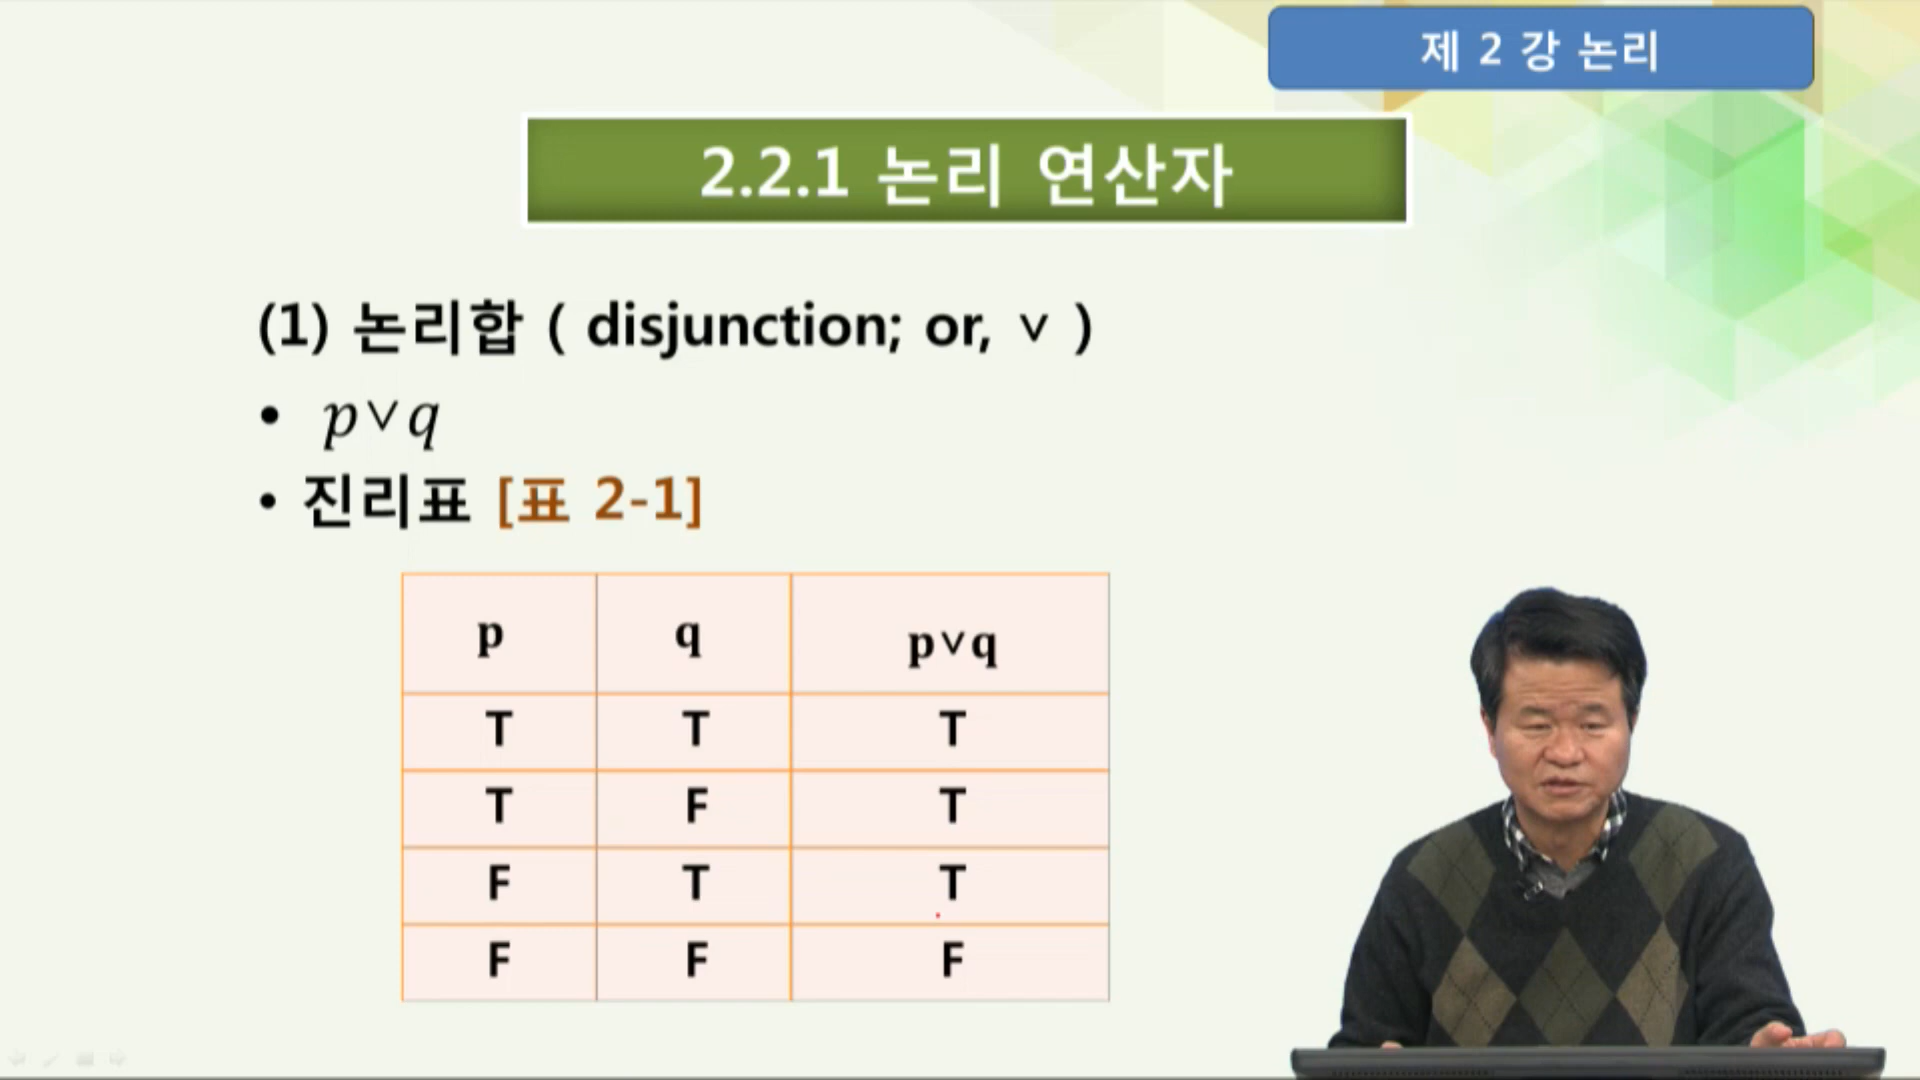 제 2 강 논리
2.2.1 논리 연산자
(1) 논리합 ( disjunction; or, ∨ )
• p∨q
• 진리표 [표 2-1]
p q p∨q
T T T
T F T
F T T
F F F